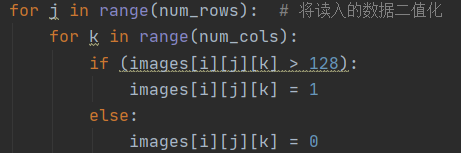 for j in range(num_rows):  # 将读入的数据二值化
    for k in range(num_cols):
        if (images[i][j][k] > 128):
            images[i][j][k] = 1
        else:
            images[i][j][k] = 0